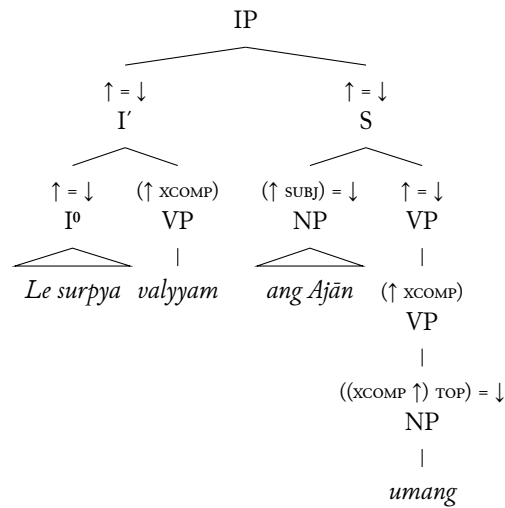 IP
↑ = ↓ ↑ = ↓
I′ S
↑ = ↓ (↑ XCOMP) (↑ SUBJ) = ↓ ↑ = ↓
I⁰ VP NP VP
Le surpya valyyam ang Ajān (↑ XCOMP)
VP
((XCOMP ↑) TOP) = ↓
NP
umang